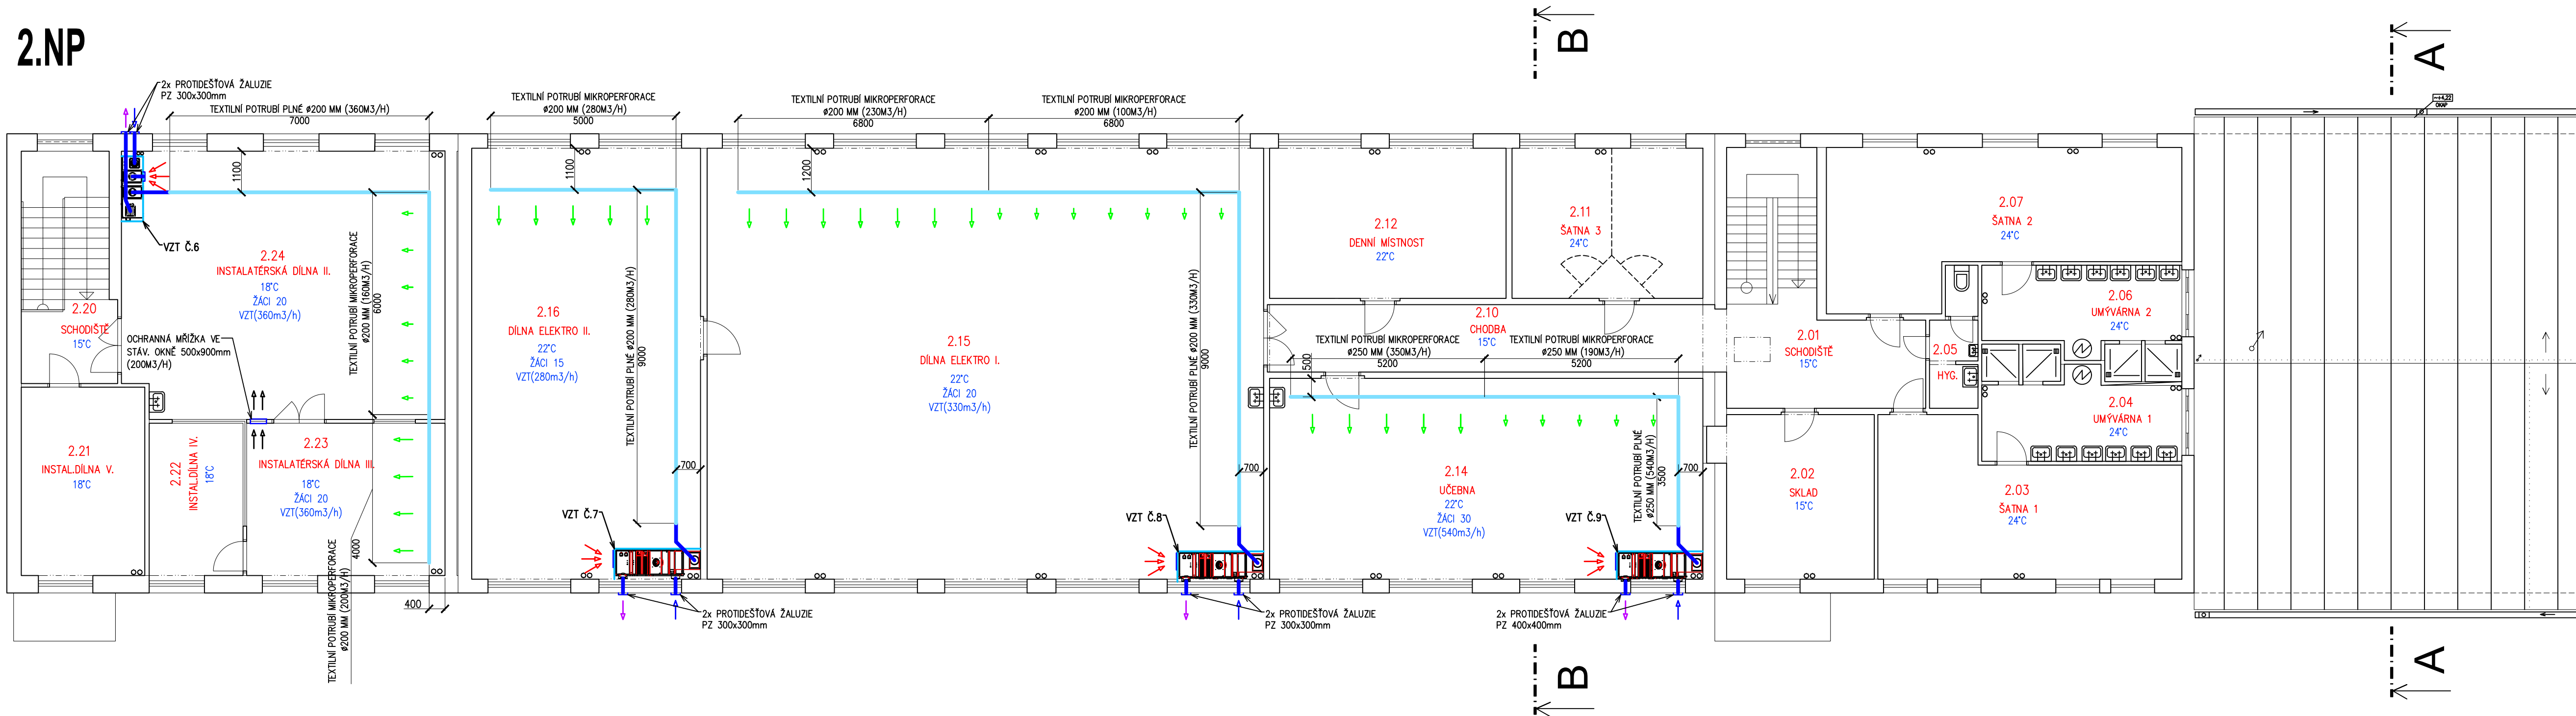 2.NP
2x PROTIDEŠŤOVÁ ŽALUZIE
PZ 300x300mm
TEXTILNÍ POTRUBÍ PLNÉ ø200 MM (360M3/H)
7000
1100
VZT Č.6
2.24
INSTALATÉRSKÁ DÍLNA II.
18°C
ŽÁCI 20
VZT(360m3/h)
TEXTILNÍ POTRUBÍ MIKROPERFORACE
ø200 MM (160M3/H)
6000
2.20
SCHODIŠTĚ
15°C
OCHRANNÁ MŘÍŽKA VE
STÁV. OKNĚ 500x900mm
(200M3/H)
2.21
INSTAL.DÍLNA V.
18°C
2.22
INSTAL.DÍLNA IV.
18°C
2.23
INSTALATÉRSKÁ DÍLNA III.
18°C
ŽÁCI 20
VZT(360m3/h)
TEXTILNÍ POTRUBÍ MIKROPERFORACE
ø200 MM (200M3/H)
4000
400
TEXTILNÍ POTRUBÍ MIKROPERFORACE
ø200 MM (280M3/H)
5000
1100
2.16
DÍLNA ELEKTRO II.
22°C
ŽÁCI 15
VZT(280m3/h)
TEXTILNÍ POTRUBÍ PLNÉ ø200 MM (280M3/H)
9000
700
VZT Č.7
2x PROTIDEŠŤOVÁ ŽALUZIE
PZ 300x300mm
TEXTILNÍ POTRUBÍ MIKROPERFORACE
ø200 MM (230M3/H)
6800
TEXTILNÍ POTRUBÍ MIKROPERFORACE
ø200 MM (100M3/H)
6800
1200
2.15
DÍLNA ELEKTRO I.
22°C
ŽÁCI 20
VZT(330m3/h)
TEXTILNÍ POTRUBÍ PLNÉ ø200 MM (330M3/H)
9000
700
VZT Č.8
2x PROTIDEŠŤOVÁ ŽALUZIE
PZ 300x300mm
2.12
DENNÍ MÍSTNOST
22°C
2.11
ŠATNA 3
24°C
2.10
CHODBA
15°C
TEXTILNÍ POTRUBÍ MIKROPERFORACE
ø250 MM (350M3/H)
5200
TEXTILNÍ POTRUBÍ MIKROPERFORACE
ø250 MM (190M3/H)
5200
500
2.14
UČEBNA
22°C
ŽÁCI 30
VZT(540m3/h)
TEXTILNÍ POTRUBÍ PLNÉ
ø250 MM (540M3/H)
3500
700
VZT Č.9
2x PROTIDEŠŤOVÁ ŽALUZIE
PZ 400x400mm
2.01
SCHODIŠTĚ
15°C
2.02
SKLAD
15°C
2.07
ŠATNA 2
24°C
2.05
HYG.
2.06
UMÝVÁRNA 2
24°C
2.04
UMÝVÁRNA 1
24°C
2.03
ŠATNA 1
24°C
+4,22
OKAP
B
B
A
A